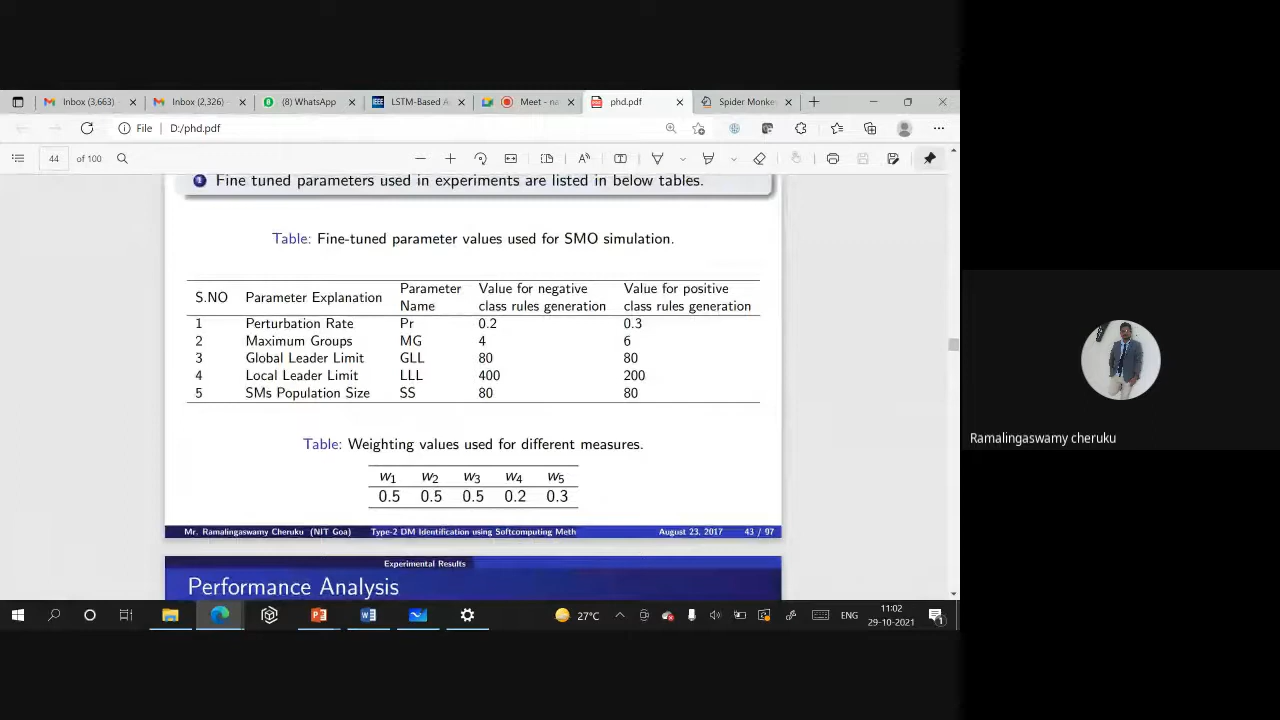 Inbox (3,663)
Inbox (2,326)
(8) WhatsApp
LSTM-Based A
Meet - na
phd.pdf
Spider Monke
File D:/phd.pdf
44 of 100
Fine tuned parameters used in experiments are listed in below tables.
Table: Fine-tuned parameter values used for SMO simulation.
S.NO Parameter Explanation Parameter Name Value for negative class rules generation Value for positive class rules generation
1 Perturbation Rate Pr 0.2 0.3
2 Maximum Groups MG 4 6
3 Global Leader Limit GLL 80 80
4 Local Leader Limit LLL 400 200
5 SMs Population Size SS 80 80
Table: Weighting values used for different measures.
w1 w2 w3 w4 w5
0.5 0.5 0.5 0.2 0.3
Mr. Ramalingaswamy Cheruku (NIT Goa) Type-2 DM Identification using Softcomputing Meth August 23, 2017 43 / 97
Experimental Results
Performance Analysis
Ramalingaswamy cheruku
27°C
ENG
11:02
29-10-2021